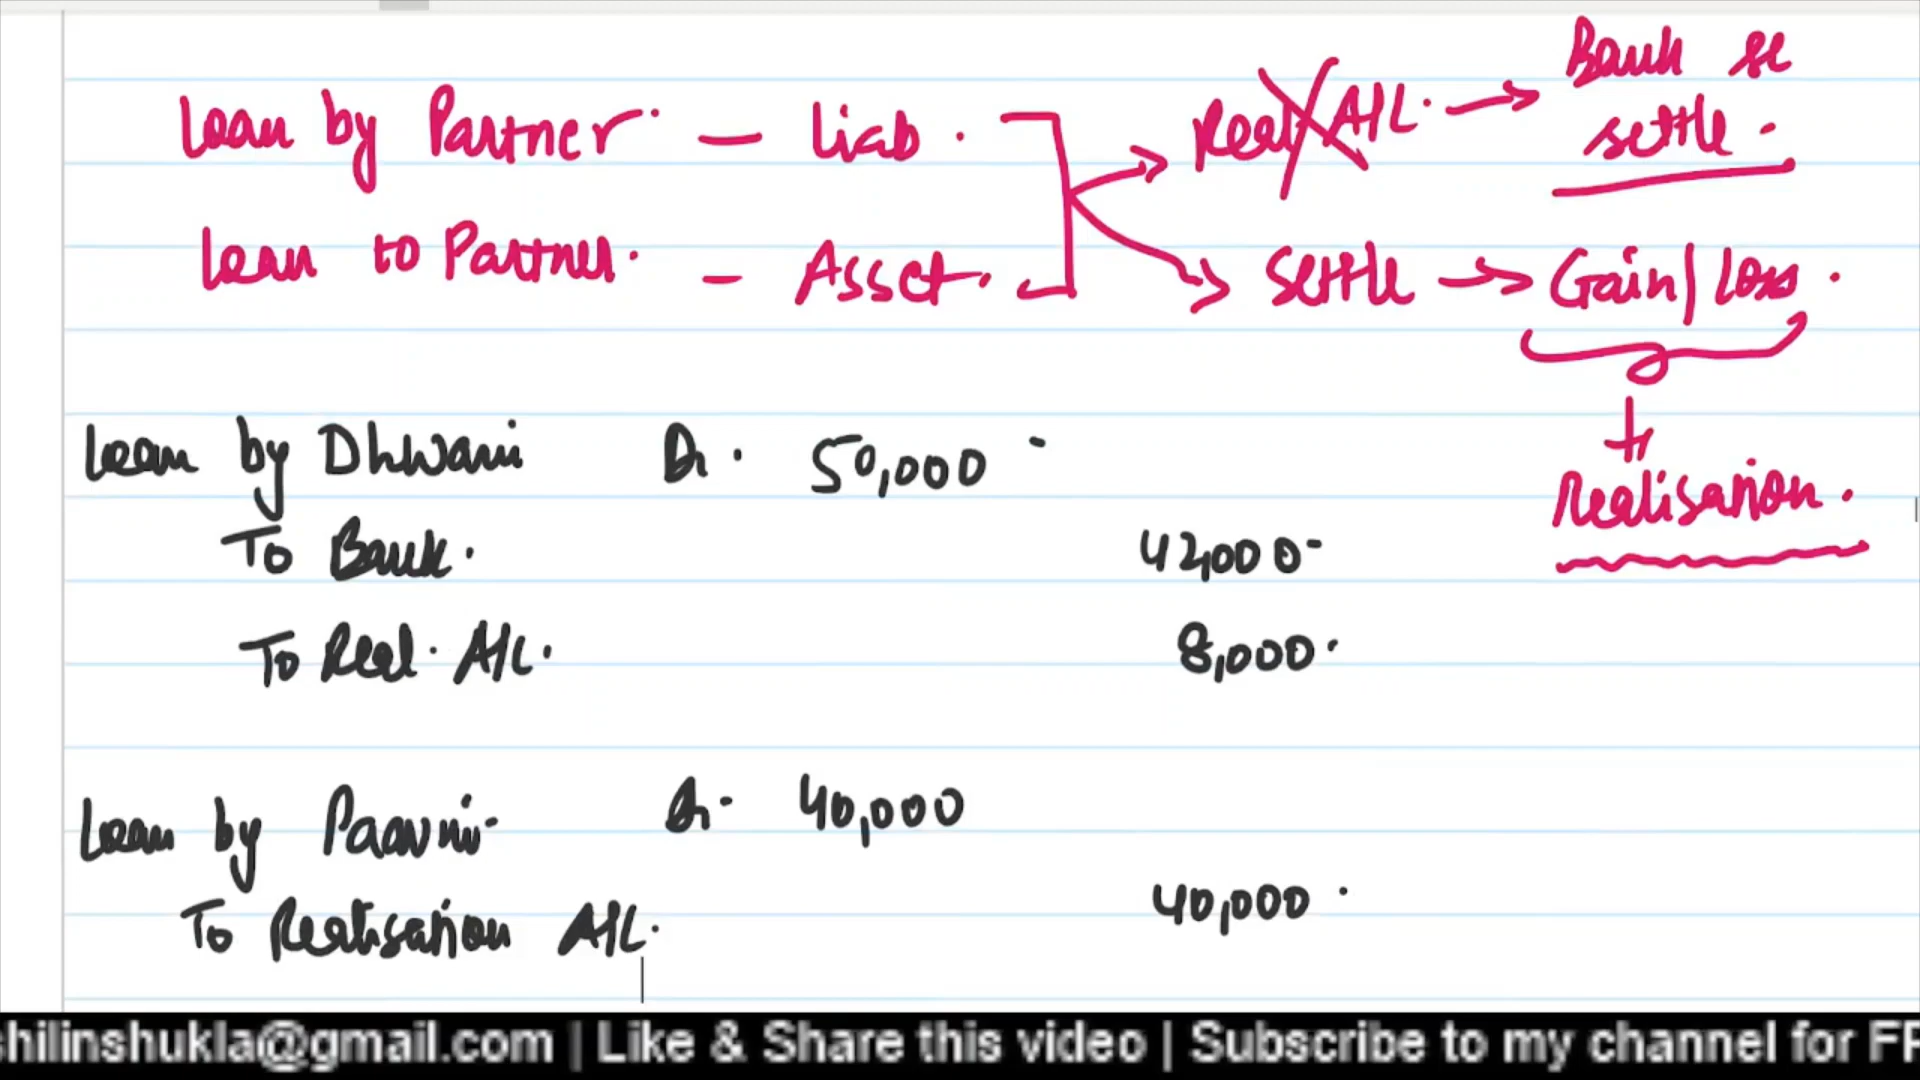 Loan by Partner. — Liab. → Real A/c. → Bank se settle.
Loan to Partner. — Asset. → Settle → Gain/Loss.
tr
Realisation.
Loan by Dhwani Dr. 50,000
To Bank. 42,000
To Real. A/c. 8,000
Loan by Paavni Dr. 40,000
To Realisation A/c. 40,000
shilinshukla@gmail.com | Like & Share this video | Subscribe to my channel for FR